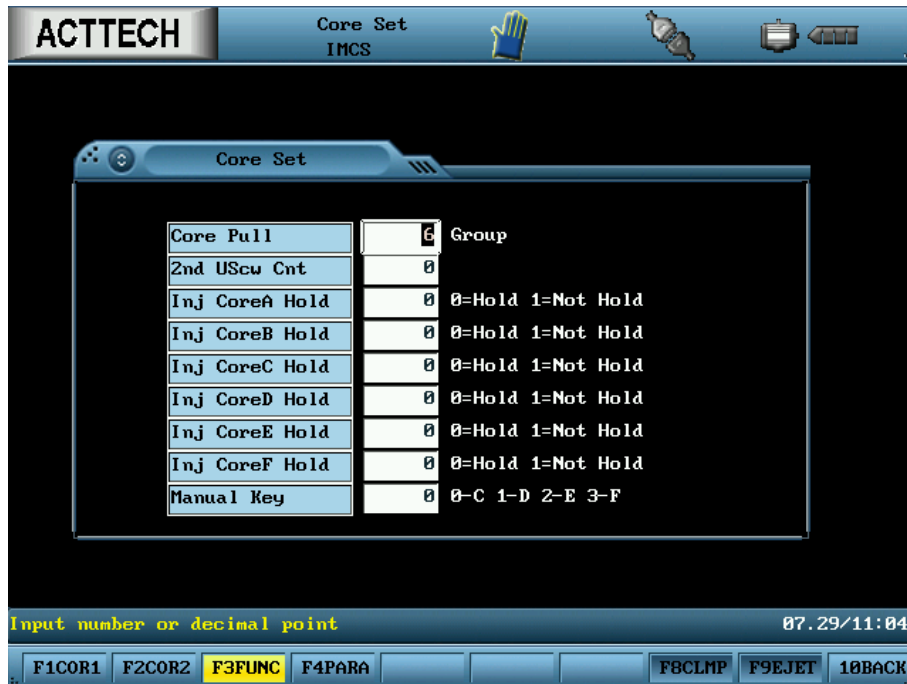 ACTTECH
Core Set
IMCS
Core Set
Core Pull 6 Group
2nd UScw Cnt 0
Inj CoreA Hold 0 0=Hold 1=Not Hold
Inj CoreB Hold 0 0=Hold 1=Not Hold
Inj CoreC Hold 0 0=Hold 1=Not Hold
Inj CoreD Hold 0 0=Hold 1=Not Hold
Inj CoreE Hold 0 0=Hold 1=Not Hold
Inj CoreF Hold 0 0=Hold 1=Not Hold
Manual Key 0 0-C 1-D 2-E 3-F
Input number or decimal point 07.29/11:04
F1COR1 F2COR2 F3FUNC F4PARA F8CLMP F9EJET 10BACK